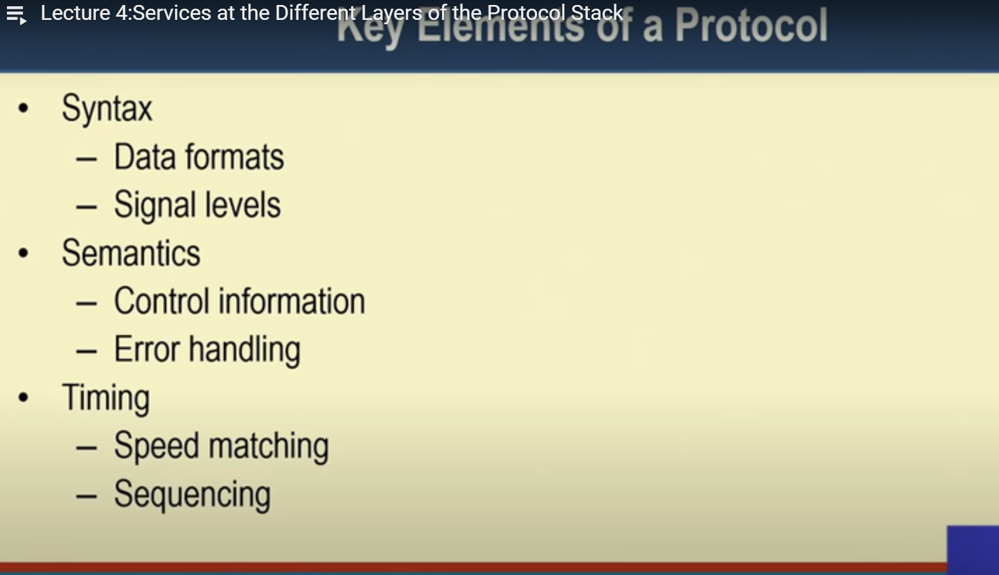 Lecture 4:Services at the Different Layers of the Protocol Stack
Key Elements of a Protocol
• Syntax
– Data formats
– Signal levels
• Semantics
– Control information
– Error handling
• Timing
– Speed matching
– Sequencing